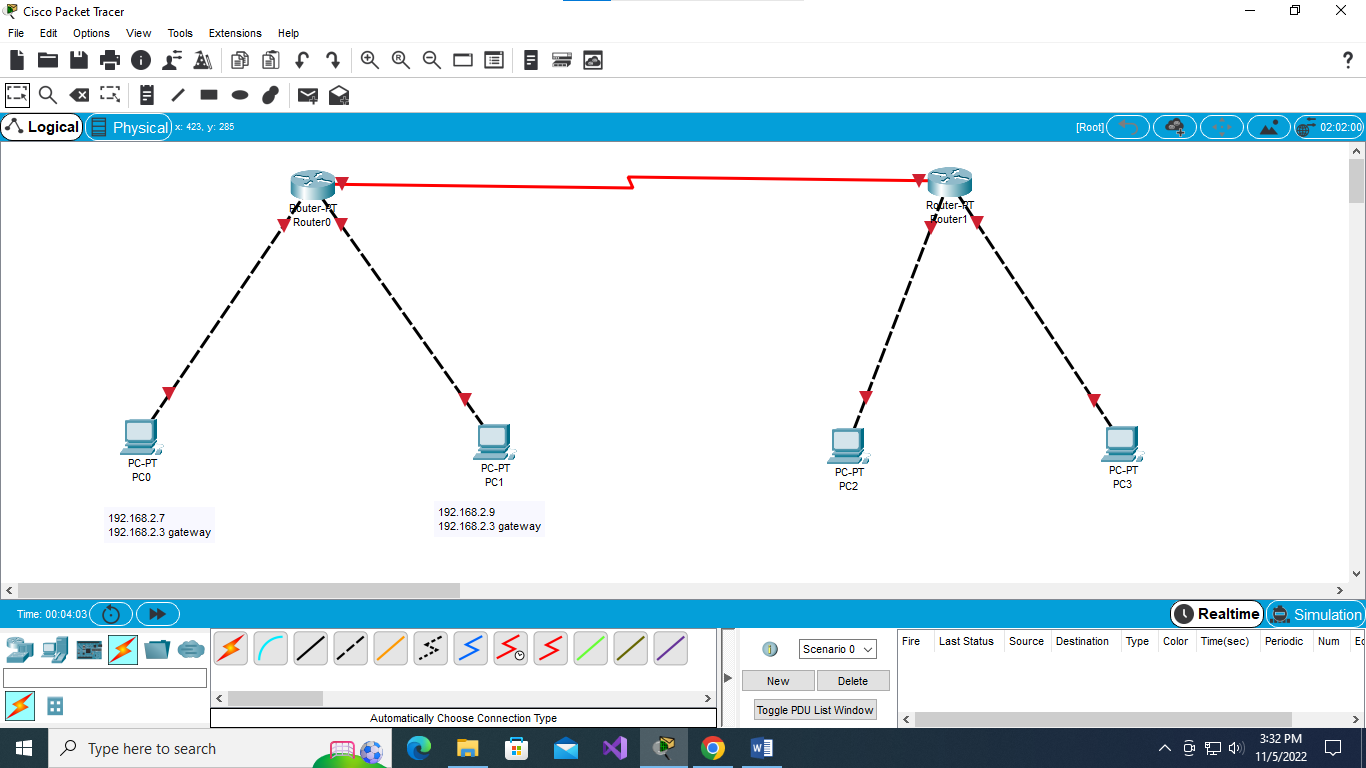 Cisco Packet Tracer
File Edit Options View Tools Extensions Help
Logical Physical x: 423, y: 285 [Root] 02:02:00
Router-PT
Router0
Router-PT
Router1
PC-PT
PC0
PC-PT
PC1
PC-PT
PC2
PC-PT
PC3
192.168.2.7
192.168.2.3 gateway
192.168.2.9
192.168.2.3 gateway
Time: 00:04:03 Realtime Simulation
Scenario 0
New Delete
Toggle PDU List Window
Fire Last Status Source Destination Type Color Time(sec) Periodic Num Ec
Automatically Choose Connection Type
Type here to search
3:32 PM
11/5/2022